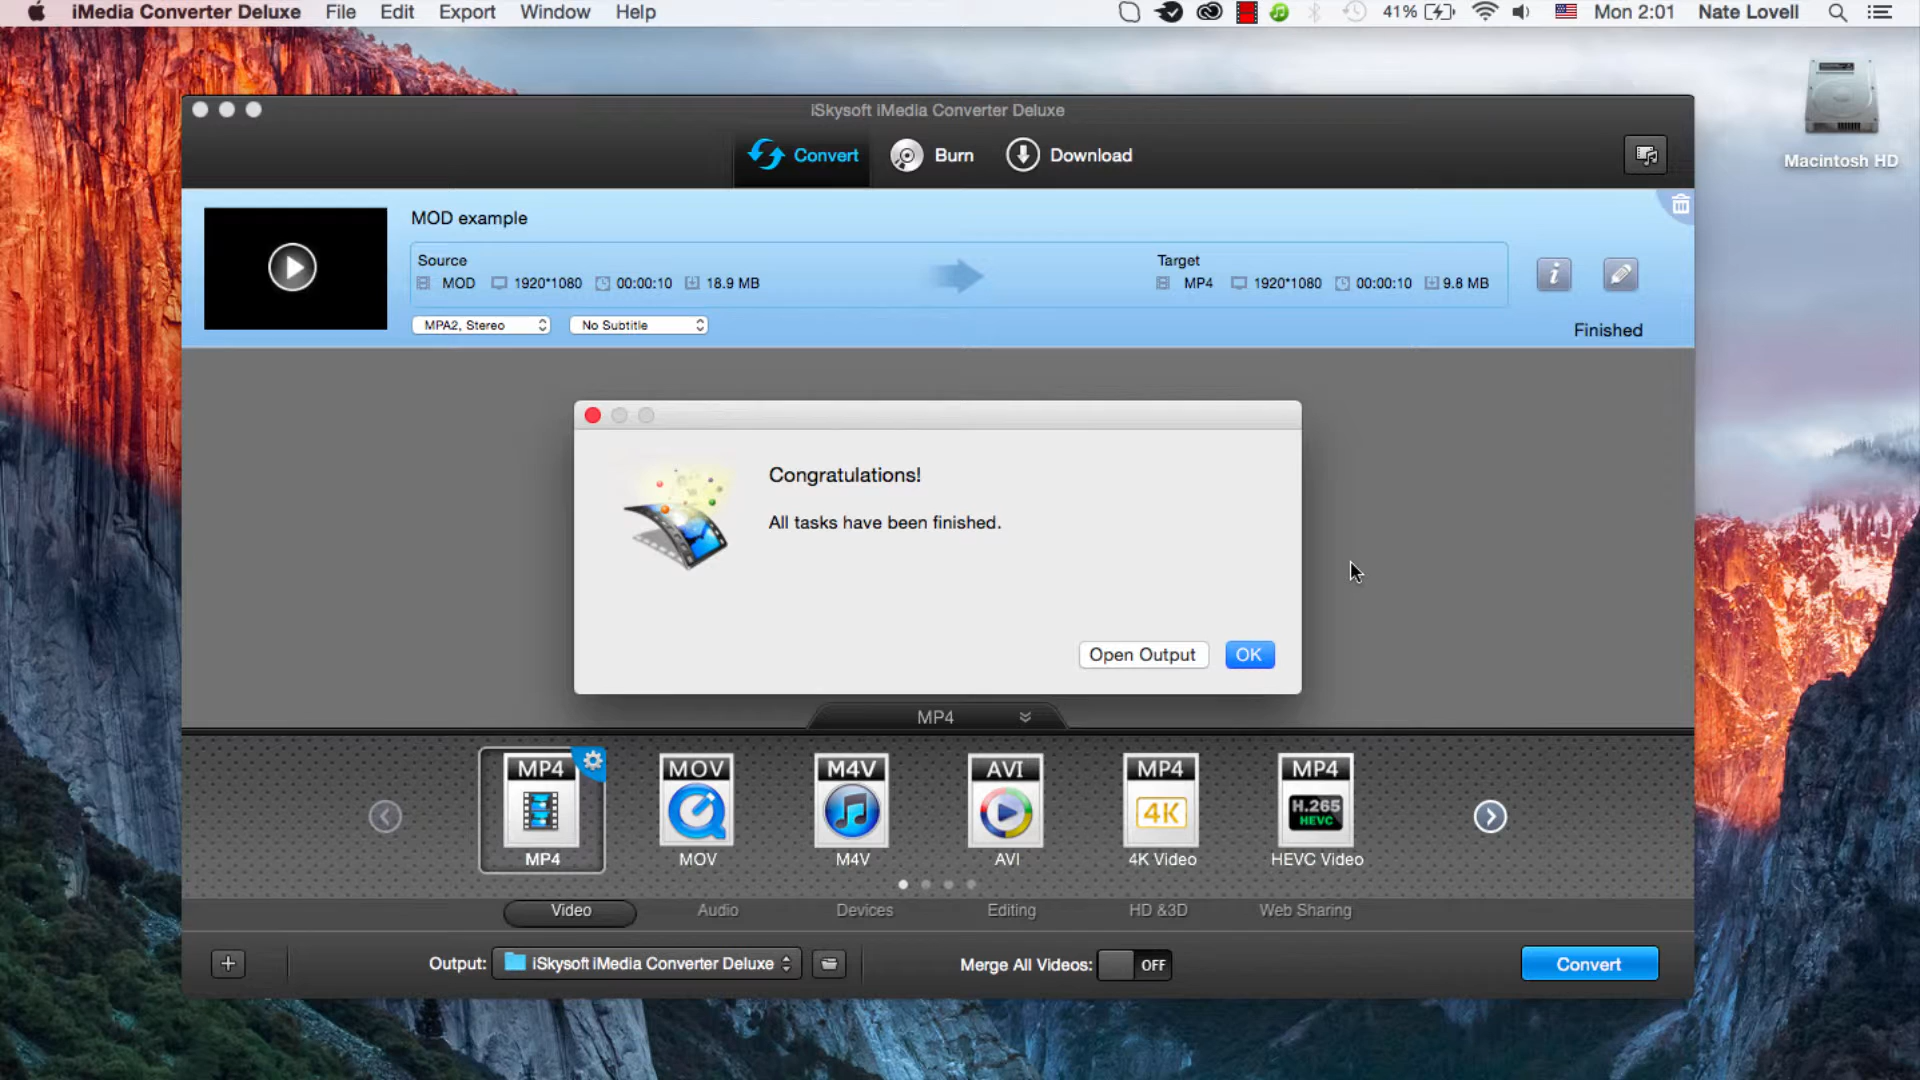 iMedia Converter Deluxe File Edit Export Window Help 41% Mon 2:01 Nate Lovell
iSkysoft iMedia Converter Deluxe
Convert Burn Download
Macintosh HD
MOD example
Source Target
MOD 1920*1080 00:00:10 18.9 MB MP4 1920*1080 00:00:10 9.8 MB
MPA2, Stereo No Subtitle Finished
Congratulations!
All tasks have been finished.
Open Output OK
MP4
MP4 MOV M4V AVI MP4 MP4
4K H.265
HEVC
MP4 MOV M4V AVI 4K Video HEVC Video
Video Audio Devices Editing HD &3D Web Sharing
Output: iSkysoft iMedia Converter Deluxe Merge All Videos: OFF Convert